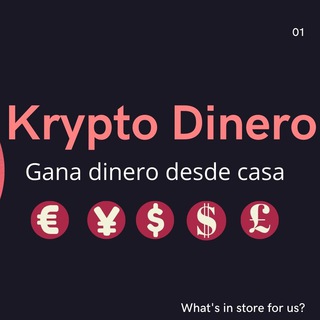 01
Krypto Dinero
Gana dinero desde casa
€ ¥ $ $ £
What's in store for us?